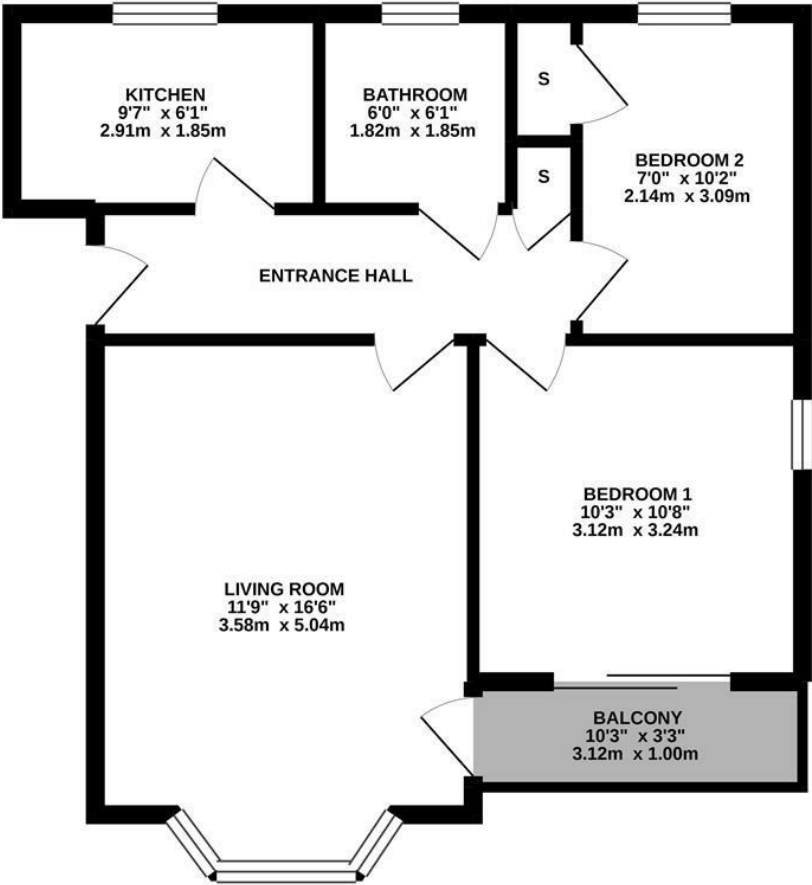 KITCHEN
9'7" x 6'1"
2.91m x 1.85m
BATHROOM
6'0" x 6'1"
1.82m x 1.85m
S
S
BEDROOM 2
7'0" x 10'2"
2.14m x 3.09m
ENTRANCE HALL
BEDROOM 1
10'3" x 10'8"
3.12m x 3.24m
LIVING ROOM
11'9" x 16'6"
3.58m x 5.04m
BALCONY
10'3" x 3'3"
3.12m x 1.00m